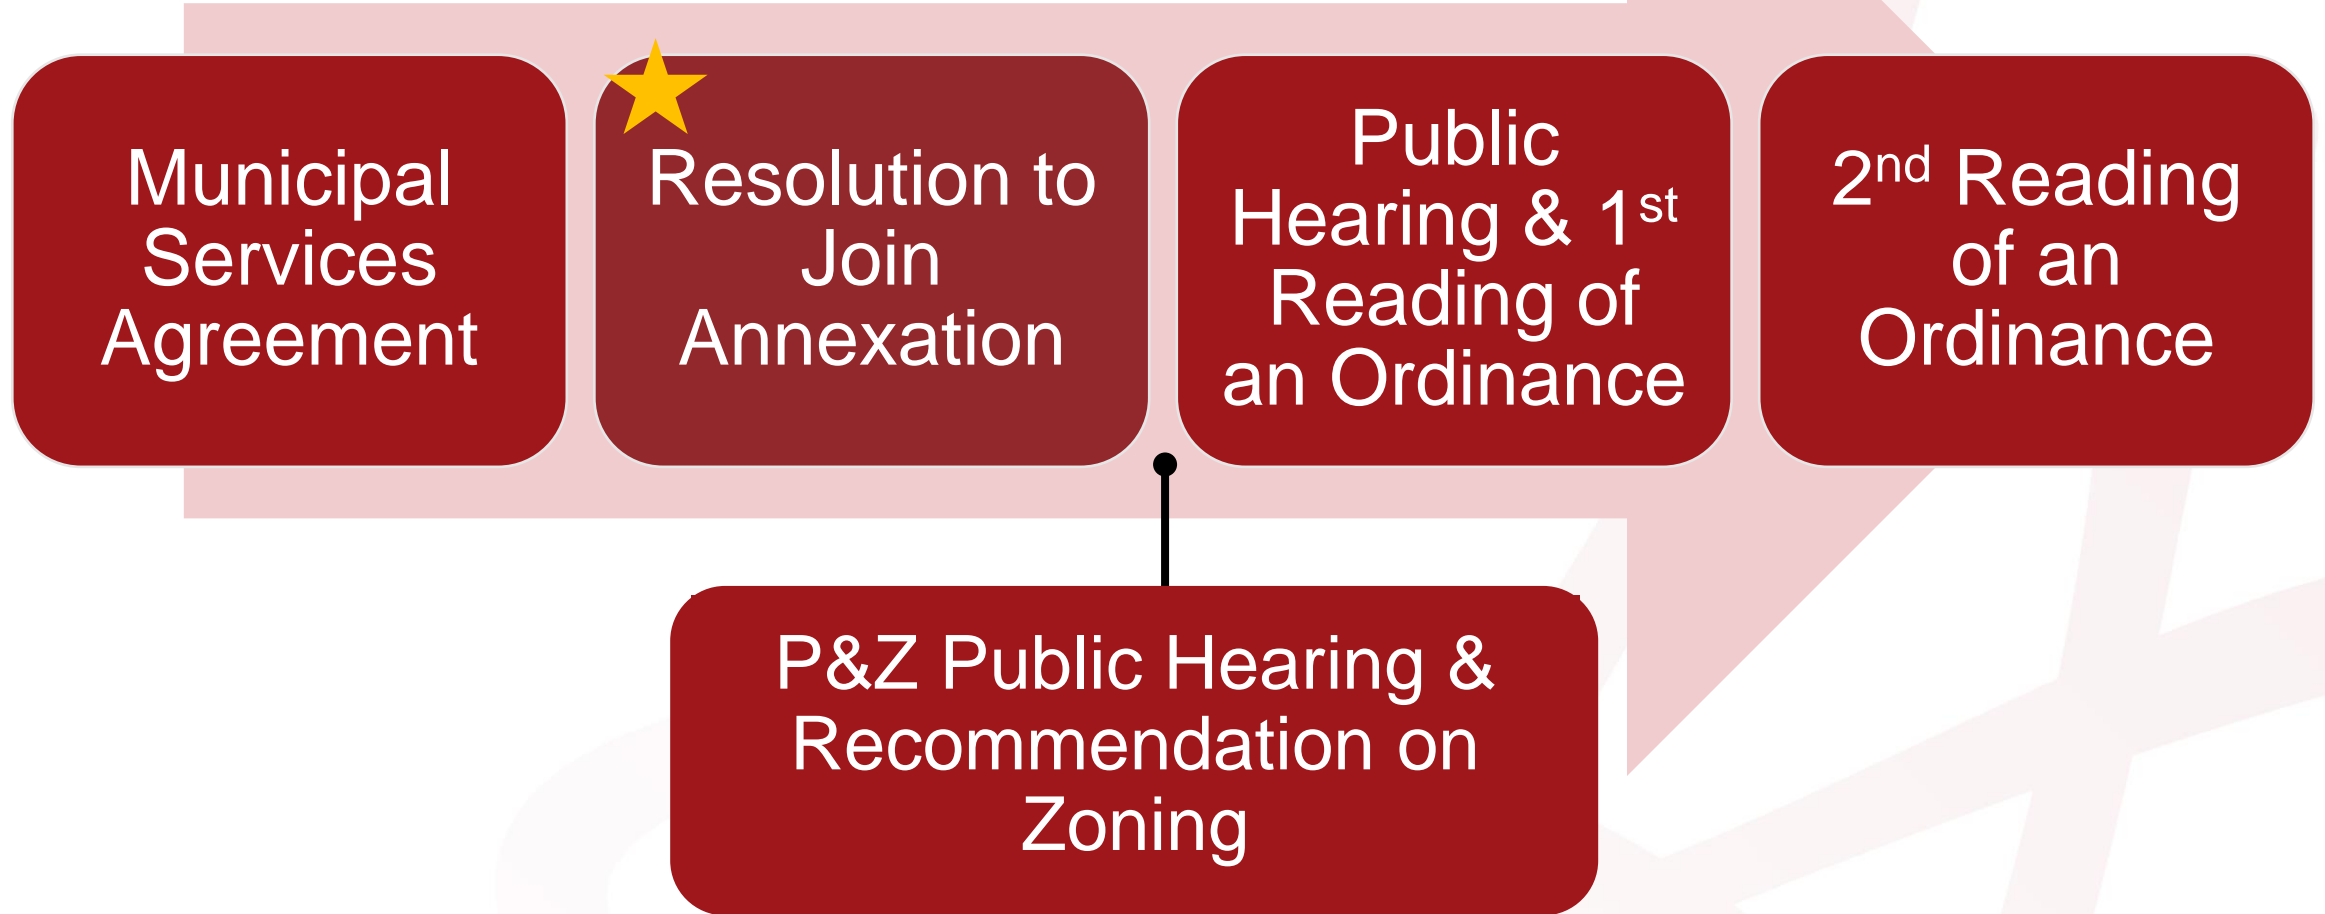 Municipal
Services
Agreement
Resolution to
Join
Annexation
Public
Hearing & 1st
Reading of
an Ordinance
2nd Reading
of an
Ordinance
P&Z Public Hearing &
Recommendation on
Zoning